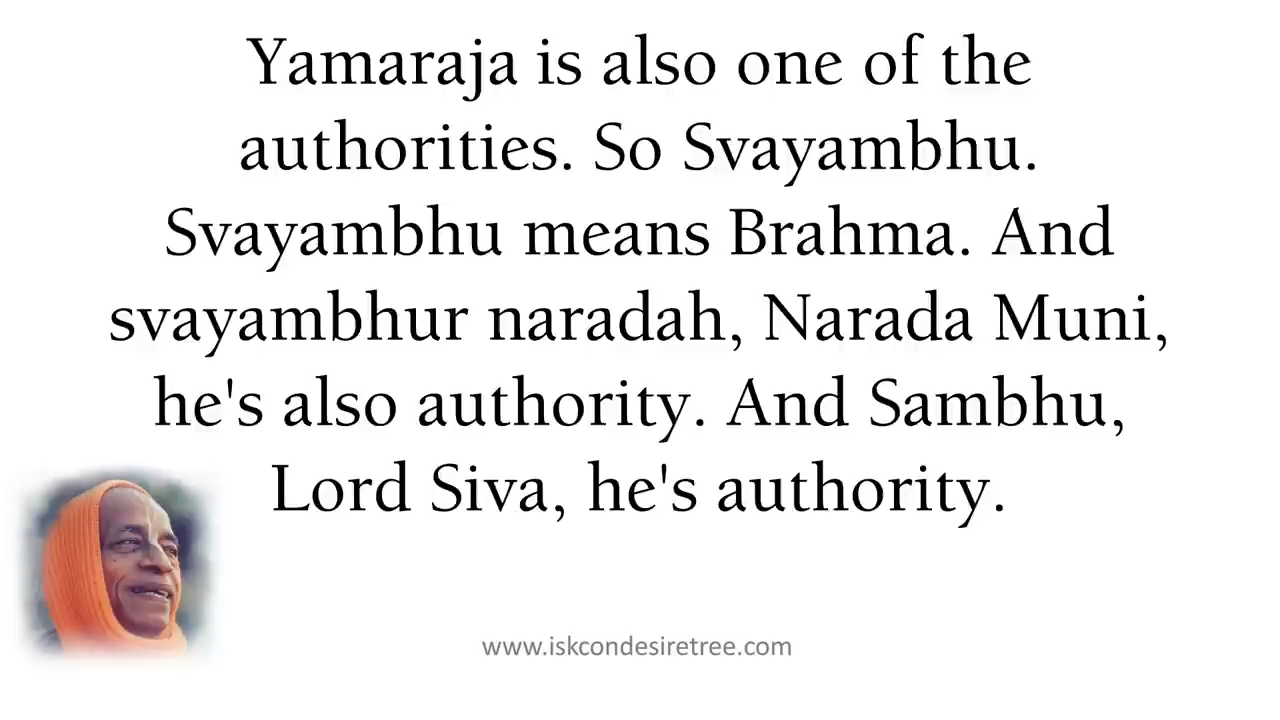 Yamaraja is also one of the
authorities. So Svayambhu.
Svayambhu means Brahma. And
svayambhur naradah, Narada Muni,
he's also authority. And Sambhu,
Lord Siva, he's authority.
www.iskcondesiretree.com